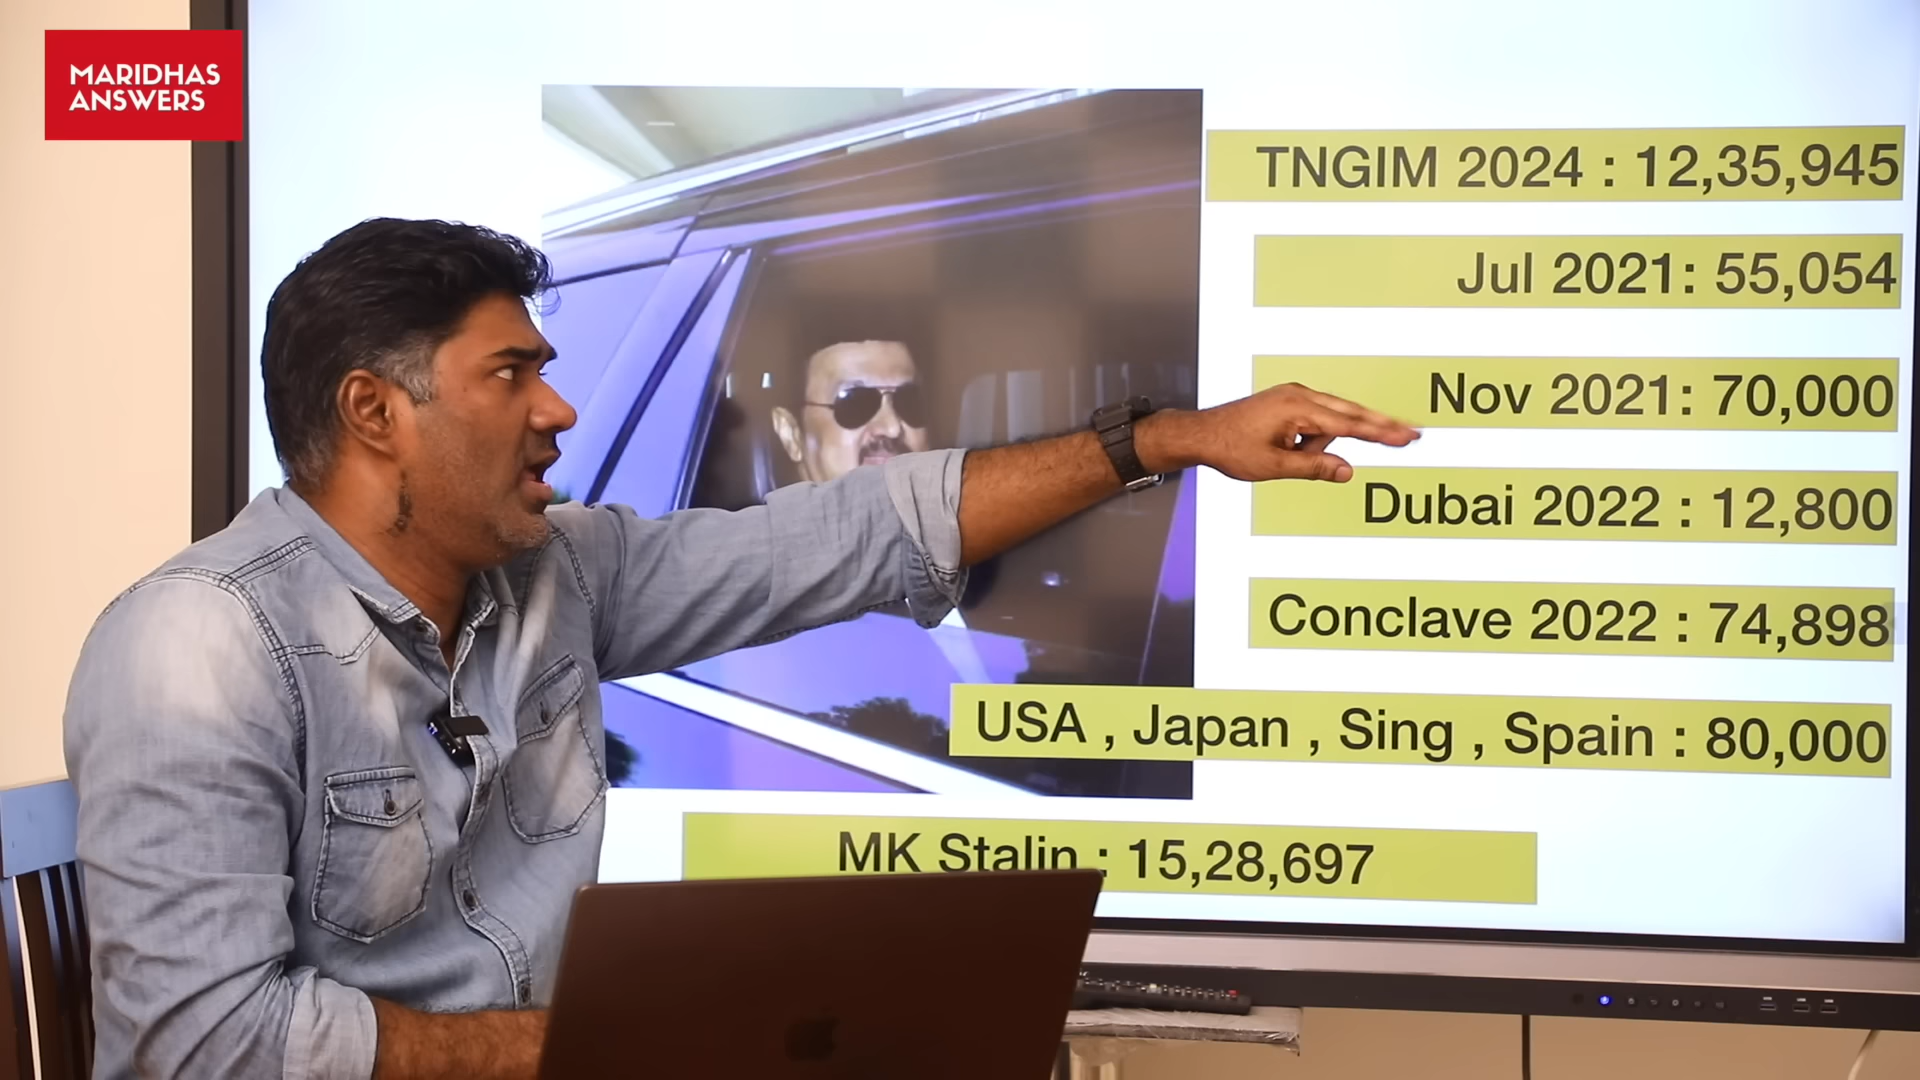 MARIDHAS
ANSWERS
TNGIM 2024 : 12,35,945
Jul 2021: 55,054
Nov 2021: 70,000
Dubai 2022 : 12,800
Conclave 2022 : 74,898
USA , Japan , Sing , Spain : 80,000
MK Stalin : 15,28,697